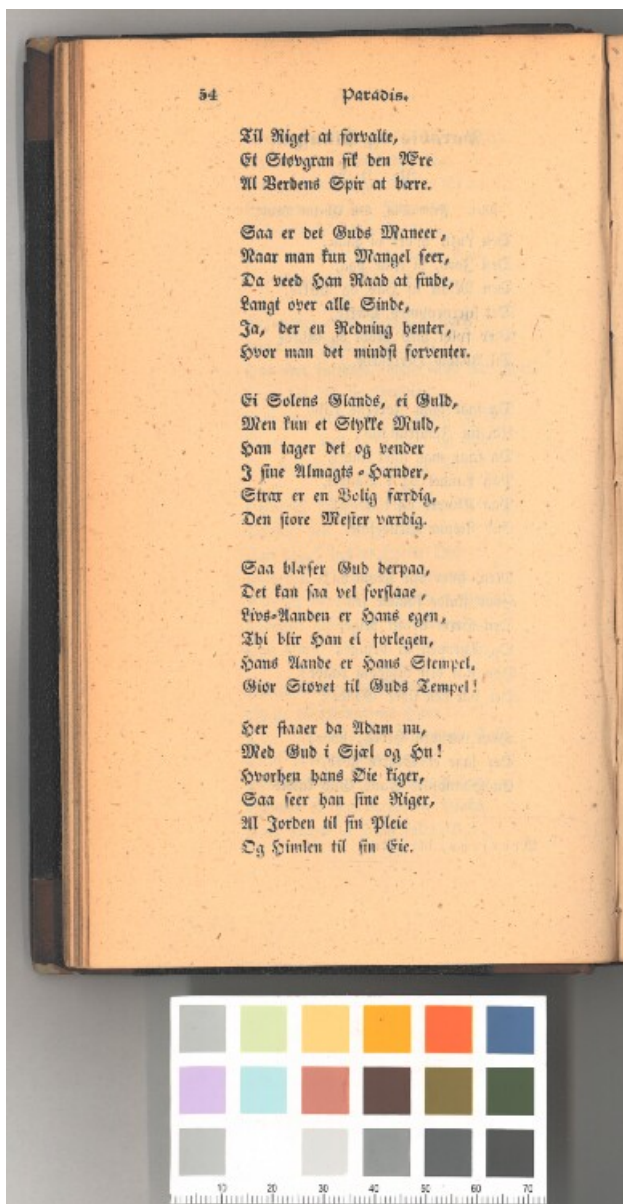 54 Paradis.
Til Riget at forvalte,
Et Støvgran fik den Ære
Al Verdens Spir at bære.
Saa er det Guds Maneer,
Naar man kun Mangel seer,
Da veed Han Raad at finde,
Langt over alle Sinde,
Ja, der en Redning henter,
Hvor man det mindst forventer.
Ei Solens Glands, ei Guld,
Men kun et Stykke Muld,
Han tager det og vender
I sine Almagts-Hænder,
Strax er en Bolig færdig,
Den store Mester værdig.
Saa blæser Gud derpaa,
Det kan saa vel forslaae,
Livs-Aanden er Hans egen,
Thi blir Han ei forlegen,
Hans Aande er Hans Stempel,
Giør Støvet til Guds Tempel!
Her staaer da Adam nu,
Med Gud i Sjæl og Hu!
Hvorhen hans Øie kiger,
Saa seer han sine Riger,
Al Jorden til sin Pleie
Og Himlen til sin Eie.
10 20 30 40 50 60 70